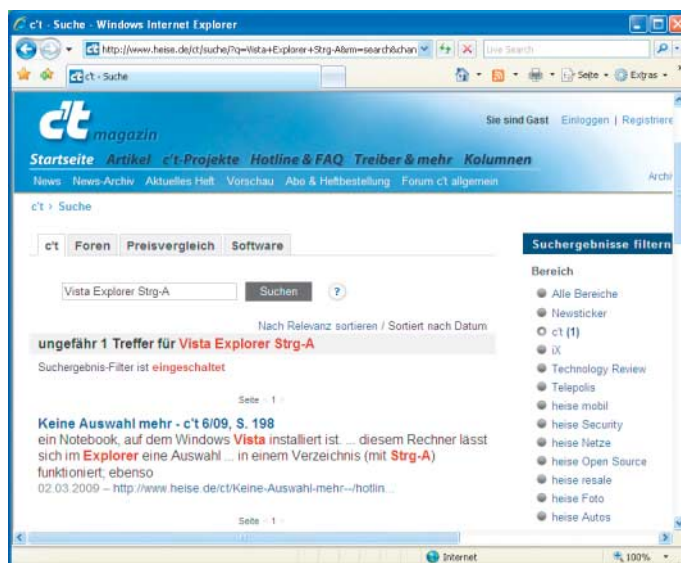 c't - Suche - Windows Internet Explorer
http://www.heise.de/ct/suche/?q=Vista+Explorer+Strg-A&rm=search&chan
Live Search
c't - Suche
Seite
Extras
c't magazin
Sie sind Gast Einloggen | Registriere
Startseite Artikel c't-Projekte Hotline & FAQ Treiber & mehr Kolumnen
News News-Archiv Aktuelles Heft Vorschau Abo & Heftbestellung Forum c't allgemein
Archi
c't › Suche
c't Foren Preisvergleich Software
Vista Explorer Strg-A Suchen ?
Nach Relevanz sortieren / Sortiert nach Datum
ungefähr 1 Treffer für Vista Explorer Strg-A
Suchergebnis-Filter ist eingeschaltet
Seite 1
Keine Auswahl mehr - c't 6/09, S. 198
ein Notebook, auf dem Windows Vista installiert ist. ... diesem Rechner lässt
sich im Explorer eine Auswahl ... in einem Verzeichnis (mit Strg-A)
funktioniert; ebenso
02.03.2009 – http://www.heise.de/ct/Keine-Auswahl-mehr--/hotlin...
Seite 1
Suchergebnisse filtern
Bereich
Alle Bereiche
Newsticker
c't (1)
iX
Technology Review
Telepolis
heise mobil
heise Security
heise Netze
heise Open Source
heise resale
heise Foto
heise Autos
Internet
100%